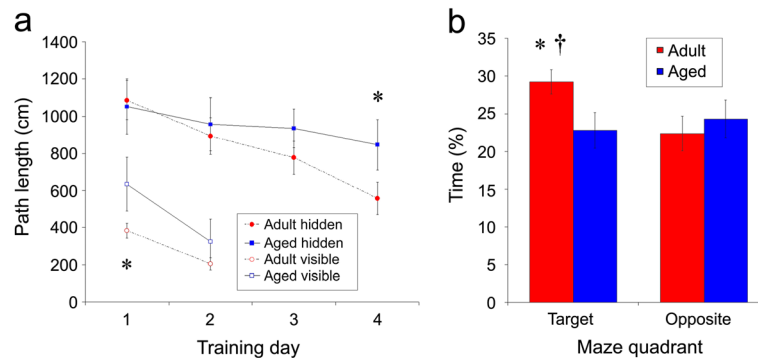 a
1400
1200
1000
800
600
400
200
0
Path length (cm)
*
*
Adult hidden
Aged hidden
Adult visible
Aged visible
1 2 3 4
Training day
b
35
30
25
20
15
10
5
0
Time (%)
* †
Adult
Aged
Target Opposite
Maze quadrant